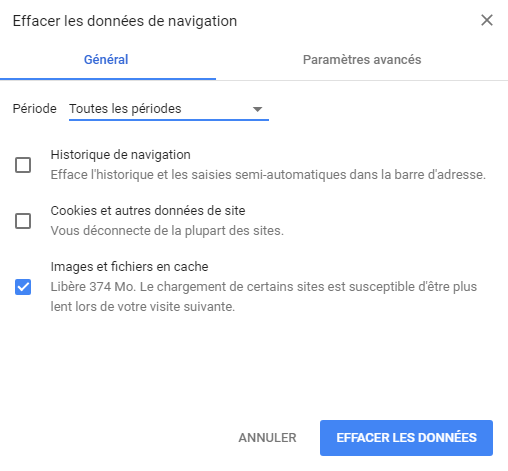 Effacer les données de navigation
Général
Paramètres avancés
Période Toutes les périodes
Historique de navigation
Efface l'historique et les saisies semi-automatiques dans la barre d'adresse.
Cookies et autres données de site
Vous déconnecte de la plupart des sites.
Images et fichiers en cache
Libère 374 Mo. Le chargement de certains sites est susceptible d'être plus
lent lors de votre visite suivante.
ANNULER
EFFACER LES DONNÉES